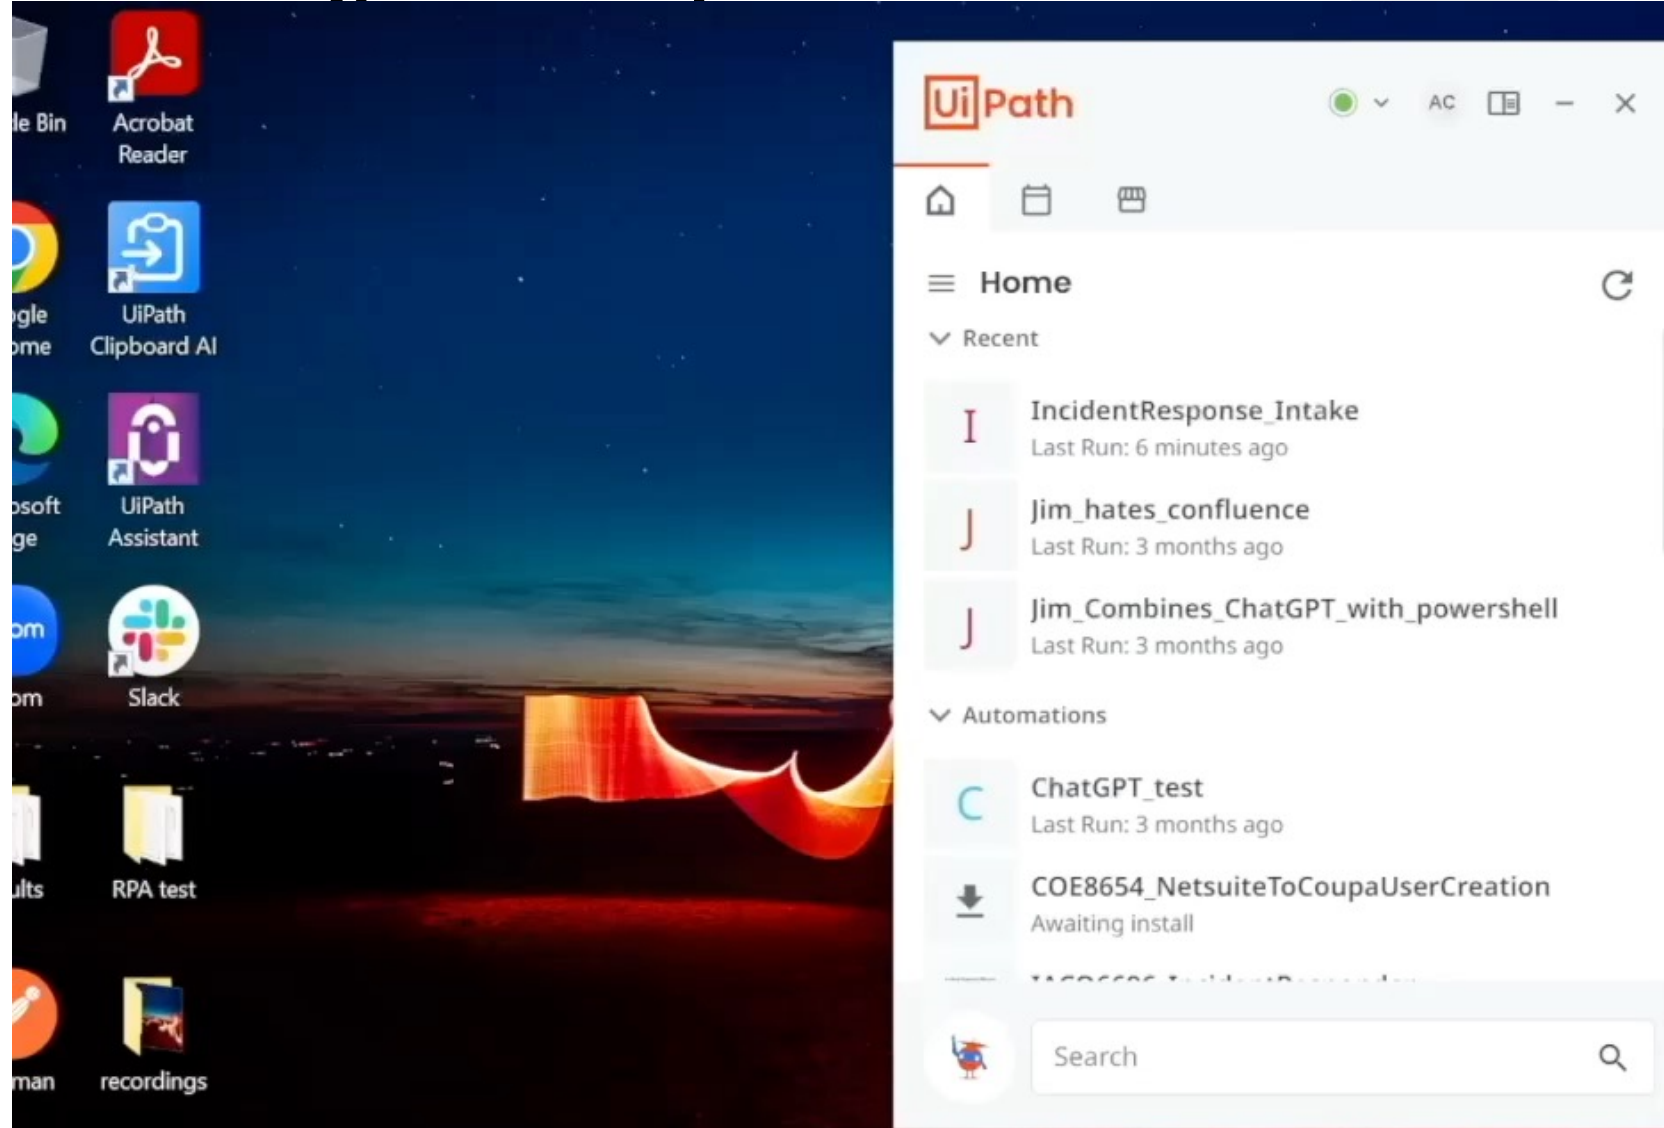 le Bin
Acrobat
Reader
ogle
ome
UiPath
Clipboard AI
osoft
ge
UiPath
Assistant
om
om
Slack
ults
RPA test
man
recordings
UiPath
AC
Home
Recent
I
IncidentResponse_Intake
Last Run: 6 minutes ago
J
Jim_hates_confluence
Last Run: 3 months ago
J
Jim_Combines_ChatGPT_with_powershell
Last Run: 3 months ago
Automations
C
ChatGPT_test
Last Run: 3 months ago
COE8654_NetsuiteToCoupaUserCreation
Awaiting install
Search